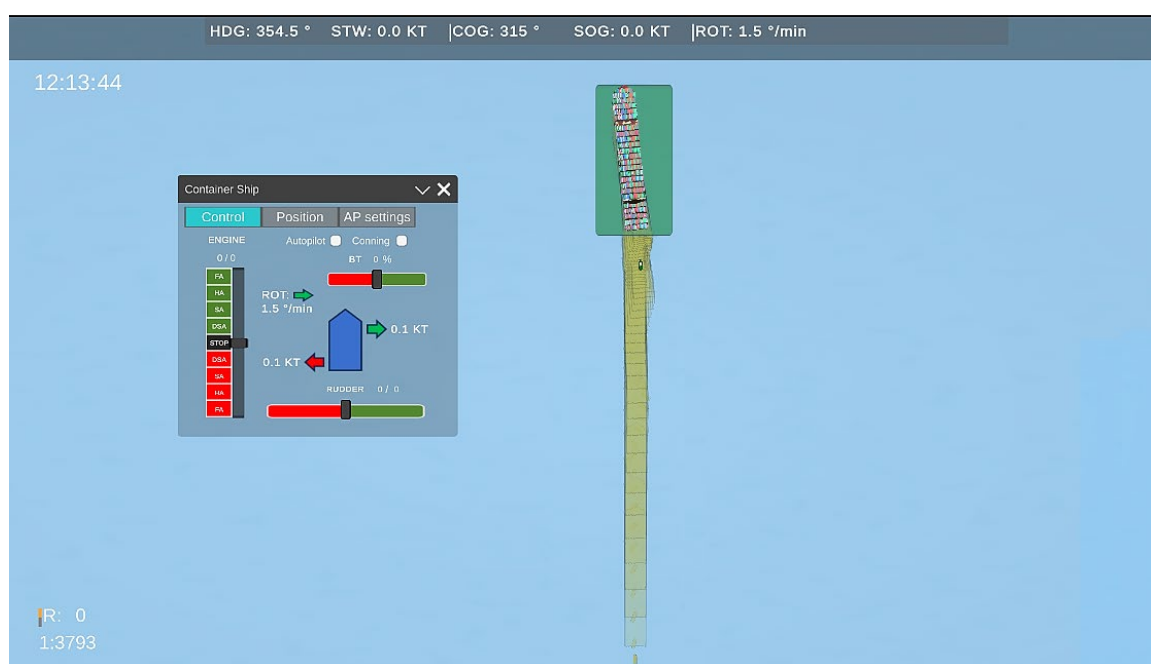 HDG: 354.5 ° STW: 0.0 KT |COG: 315 ° SOG: 0.0 KT |ROT: 1.5 °/min
12:13:44
Container Ship
Control Position AP settings
ENGINE Autopilot Conning
0 / 0 BT 0 %
FA
HA
SA
DSA
STOP
DSA
SA
HA
FA
ROT:
1.5 °/min
0.1 KT
0.1 KT
RUDDER 0 / 0
R: 0
1:3793